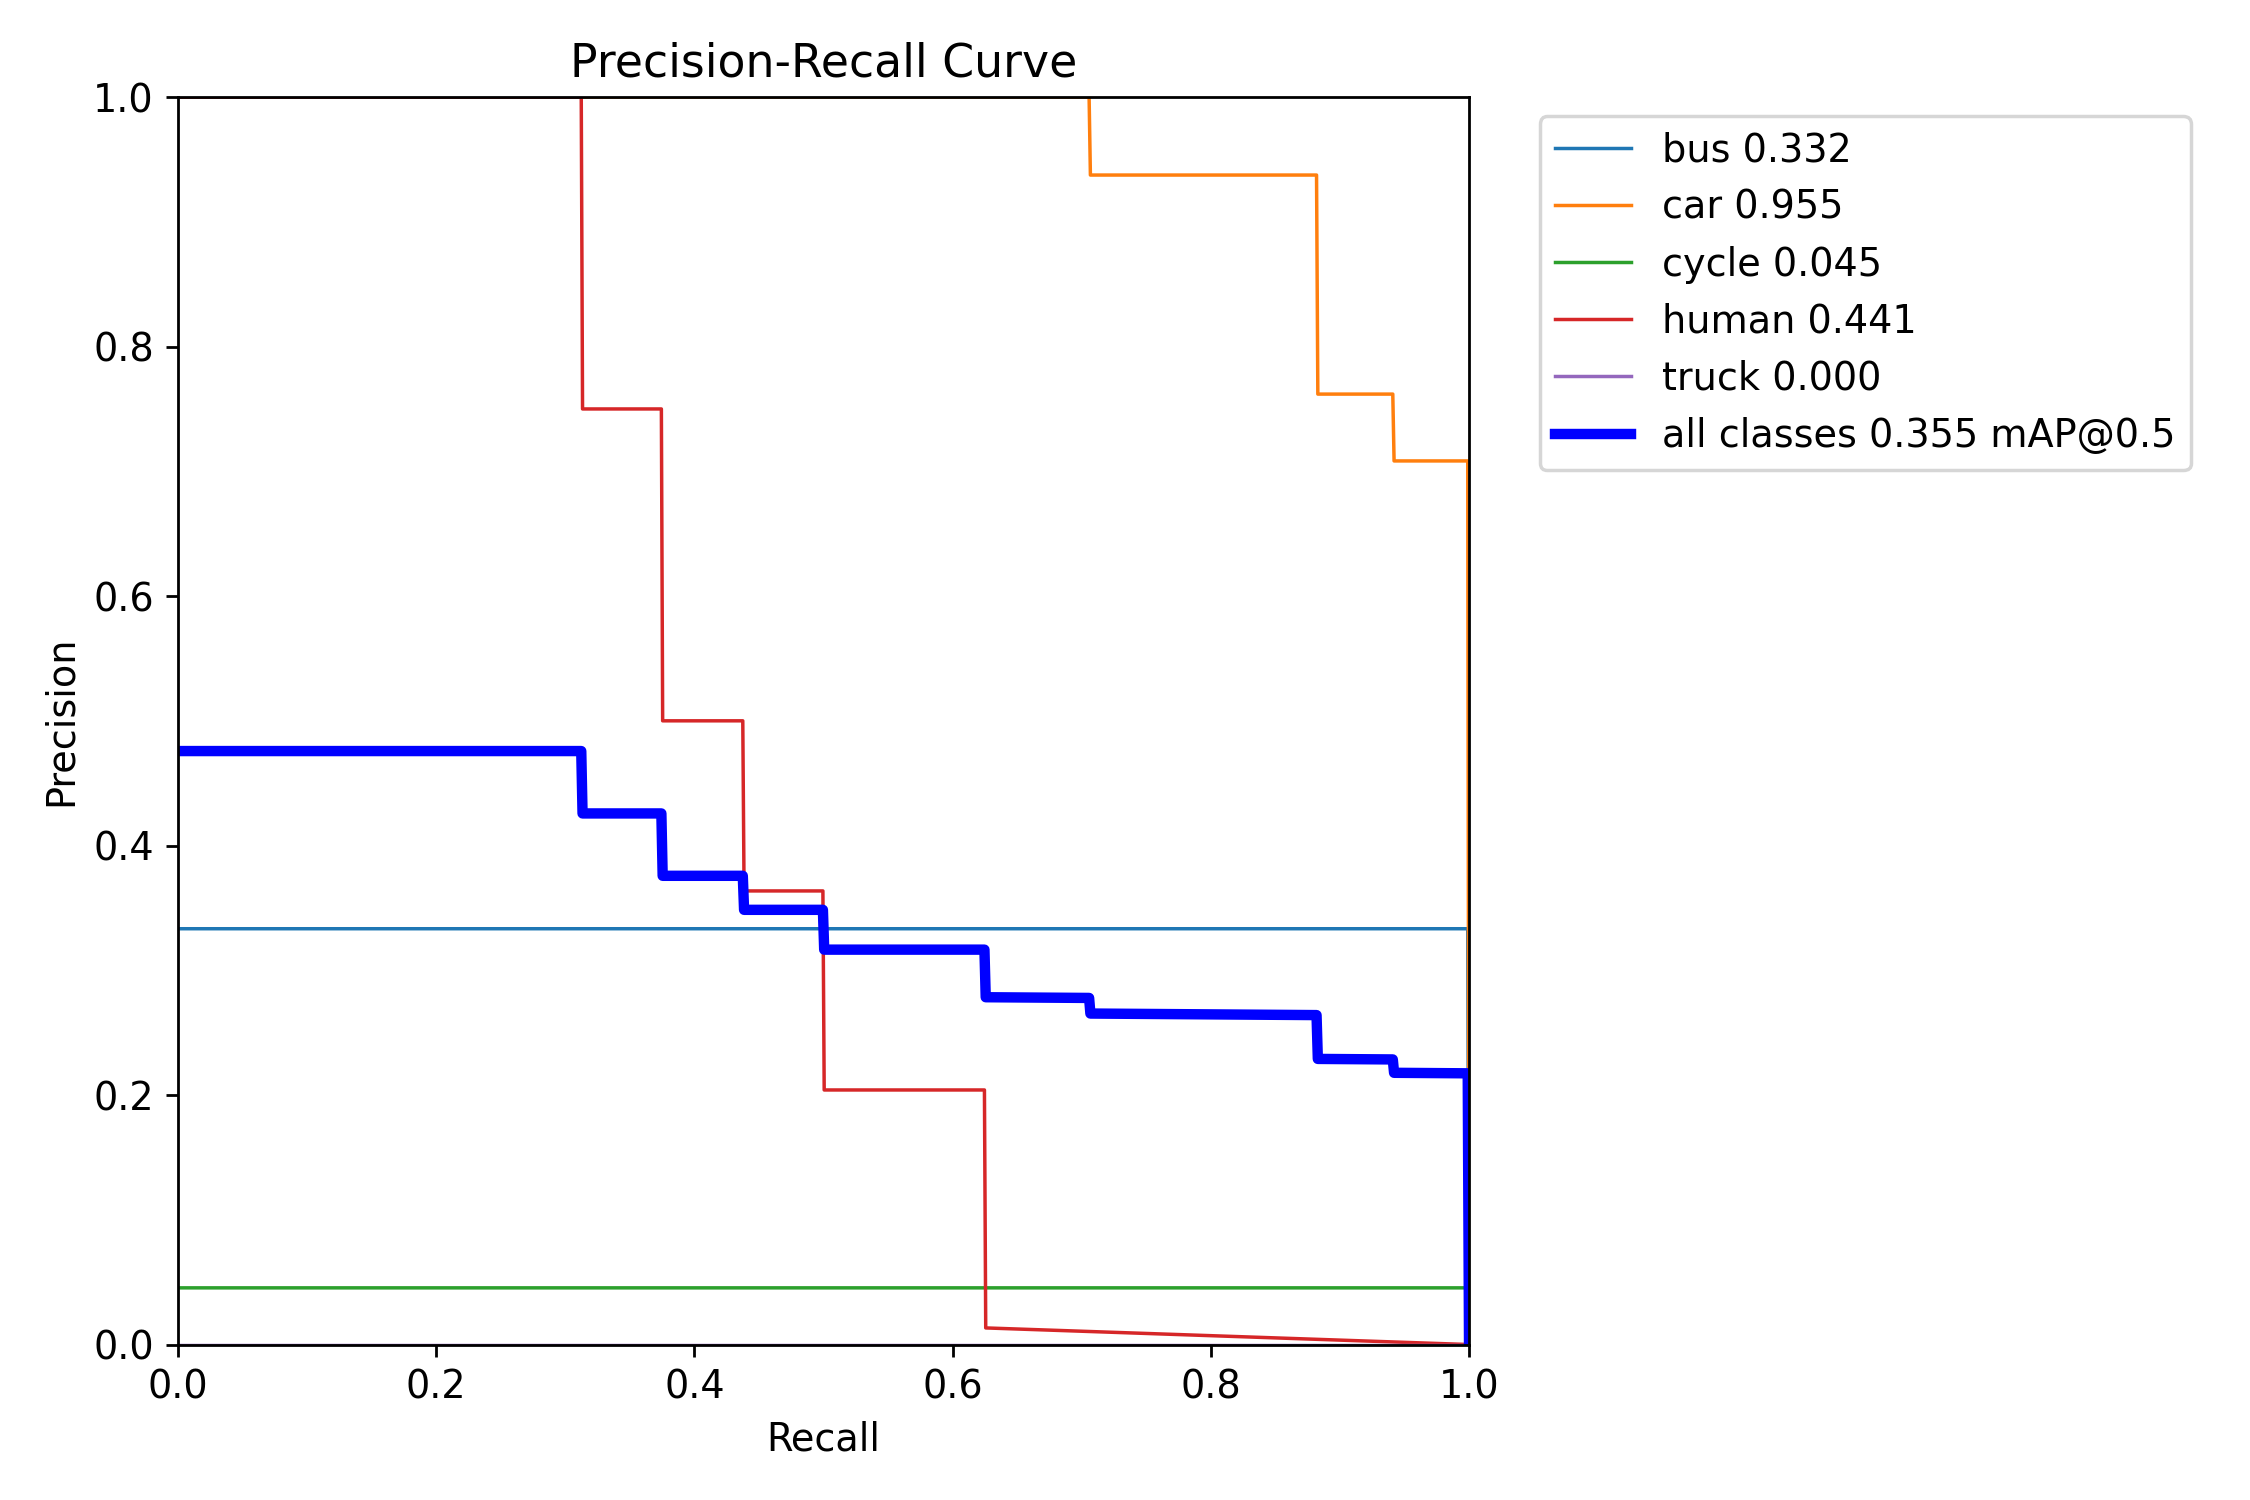 Precision-Recall Curve
1.0
0.8
0.6
0.4
0.2
0.0
Precision
0.0 0.2 0.4 0.6 0.8 1.0
Recall
bus 0.332
car 0.955
cycle 0.045
human 0.441
truck 0.000
all classes 0.355 mAP@0.5